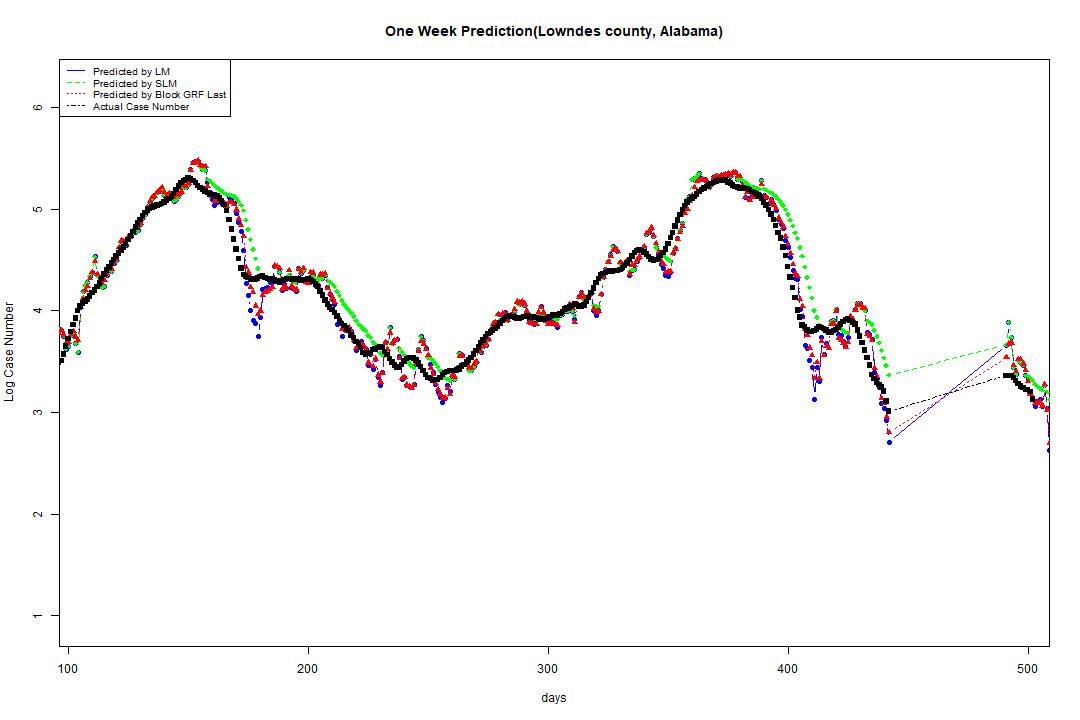 One Week Prediction(Lowndes county, Alabama)
Predicted by LM
Predicted by SLM
Predicted by Block GRF Last
Actual Case Number
6
5
4
3
2
1
Log Case Number
100 200 300 400 500
days